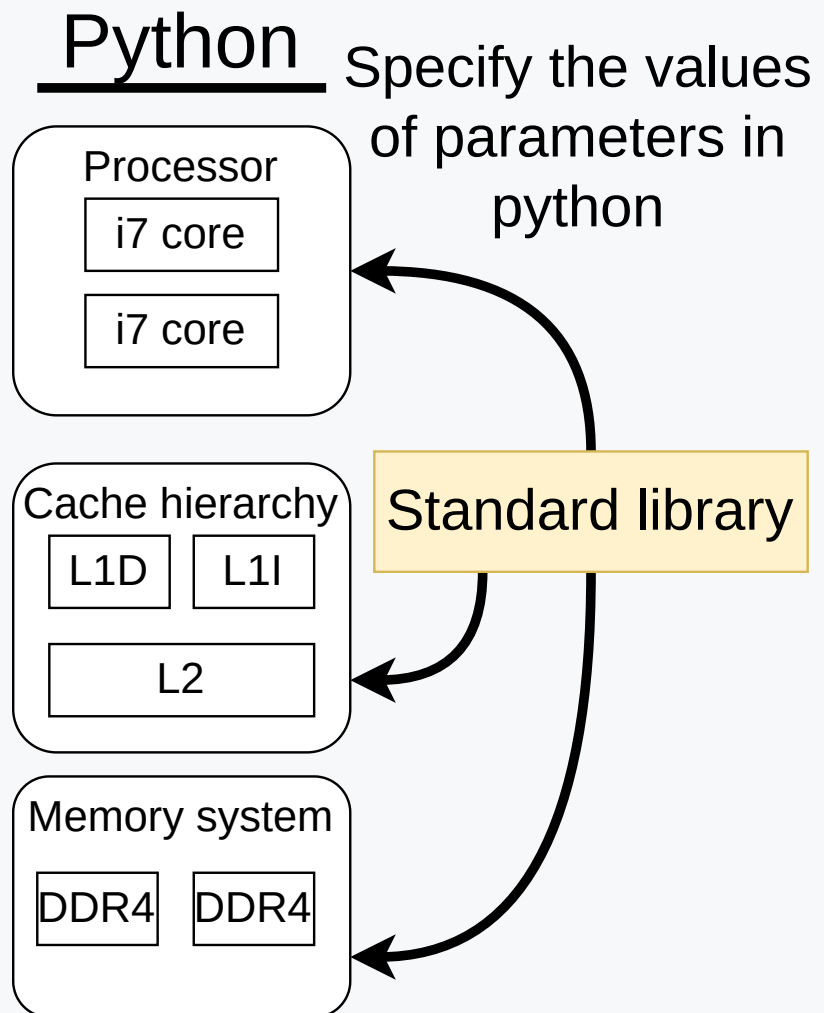 Python
Specify the values
of parameters in
python
Processor
i7 core
i7 core
Cache hierarchy
L1D
L1I
L2
Standard library
Memory system
DDR4
DDR4